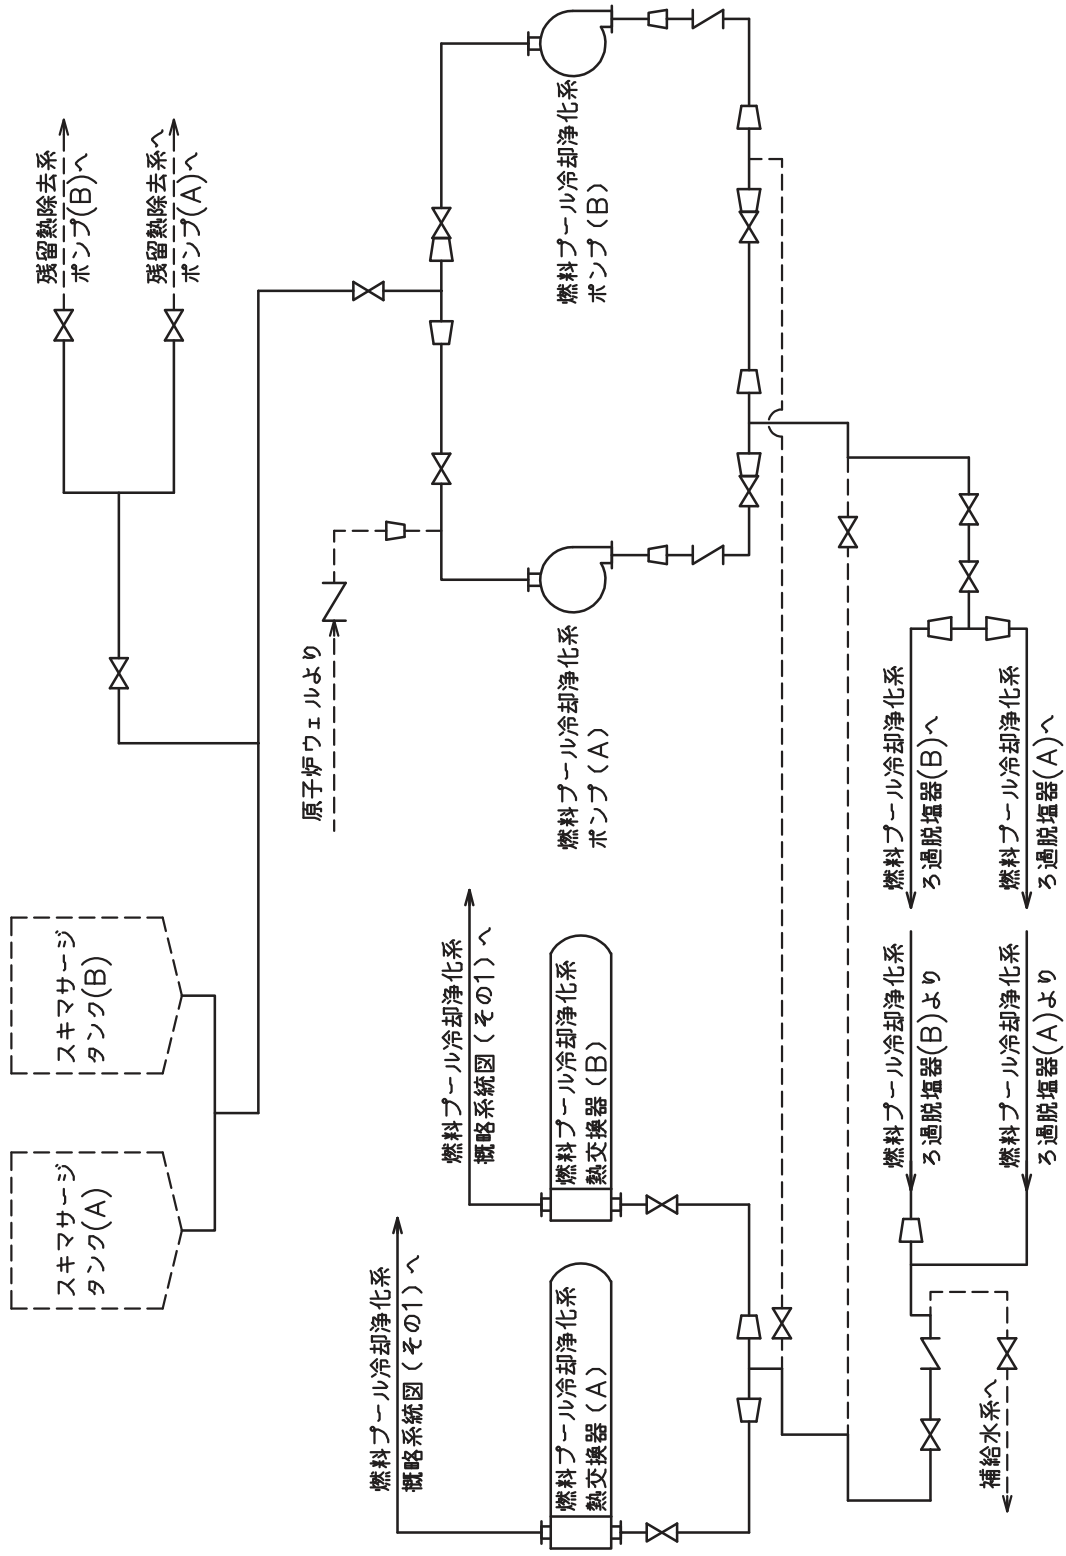 残留熱除去系
ポンプ(B)へ
残留熱除去系へ
ポンプ(A)へ
燃料プール冷却浄化系
ポンプ(B)
原子炉ウェルより
燃料プール冷却浄化系
ポンプ(A)
燃料プール冷却浄化系
ろ過脱塩器(B)へ
燃料プール冷却浄化系
ろ過脱塩器(A)へ
スキマサージ
タンク(B)
スキマサージ
タンク(A)
燃料プール冷却浄化系
概略系統図(その1)へ
燃料プール冷却浄化系
熱交換器(B)
燃料プール冷却浄化系
ろ過脱塩器(B)より
燃料プール冷却浄化系
ろ過脱塩器(A)より
燃料プール冷却浄化系
概略系統図(その1)へ
燃料プール冷却浄化系
熱交換器(A)
補給水系へ